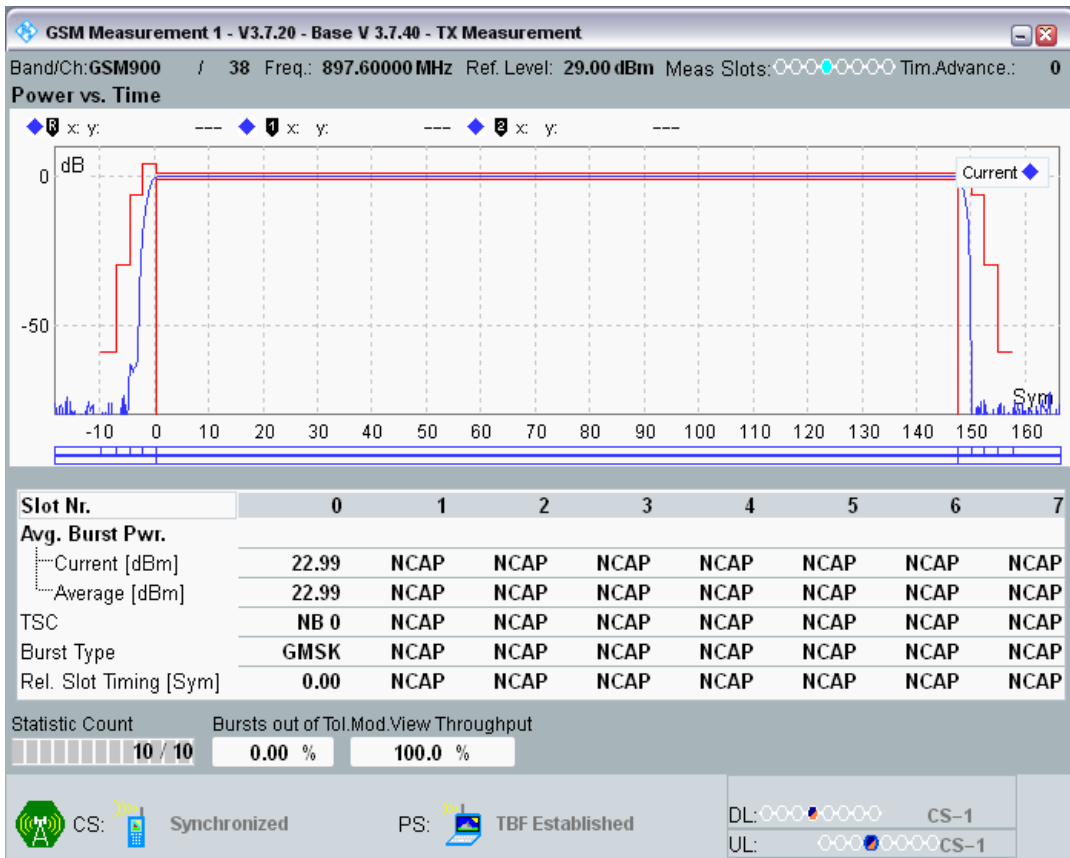 GSM Measurement 1 - V3.7.20 - Base V 3.7.40 - TX Measurement
Band/Ch:GSM900 / 38 Freq.: 897.60000 MHz Ref. Level: 29.00 dBm Meas Slots: Tim.Advance.: 0
Power vs. Time
R x: y: --- 1 x: y: --- 2 x: y: ---
dB
Current
0
-50
Sym
-10 0 10 20 30 40 50 60 70 80 90 100 110 120 130 140 150 160
Slot Nr. 0 1 2 3 4 5 6 7
Avg. Burst Pwr.
Current [dBm] 22.99 NCAP NCAP NCAP NCAP NCAP NCAP NCAP
Average [dBm] 22.99 NCAP NCAP NCAP NCAP NCAP NCAP NCAP
TSC NB 0 NCAP NCAP NCAP NCAP NCAP NCAP NCAP
Burst Type GMSK NCAP NCAP NCAP NCAP NCAP NCAP NCAP
Rel. Slot Timing [Sym] 0.00 NCAP NCAP NCAP NCAP NCAP NCAP NCAP
Statistic Count Bursts out of Tol.Mod.View Throughput
10 / 10 0.00 % 100.0 %
CS: Synchronized PS: TBF Established
DL: CS-1
UL: CS-1